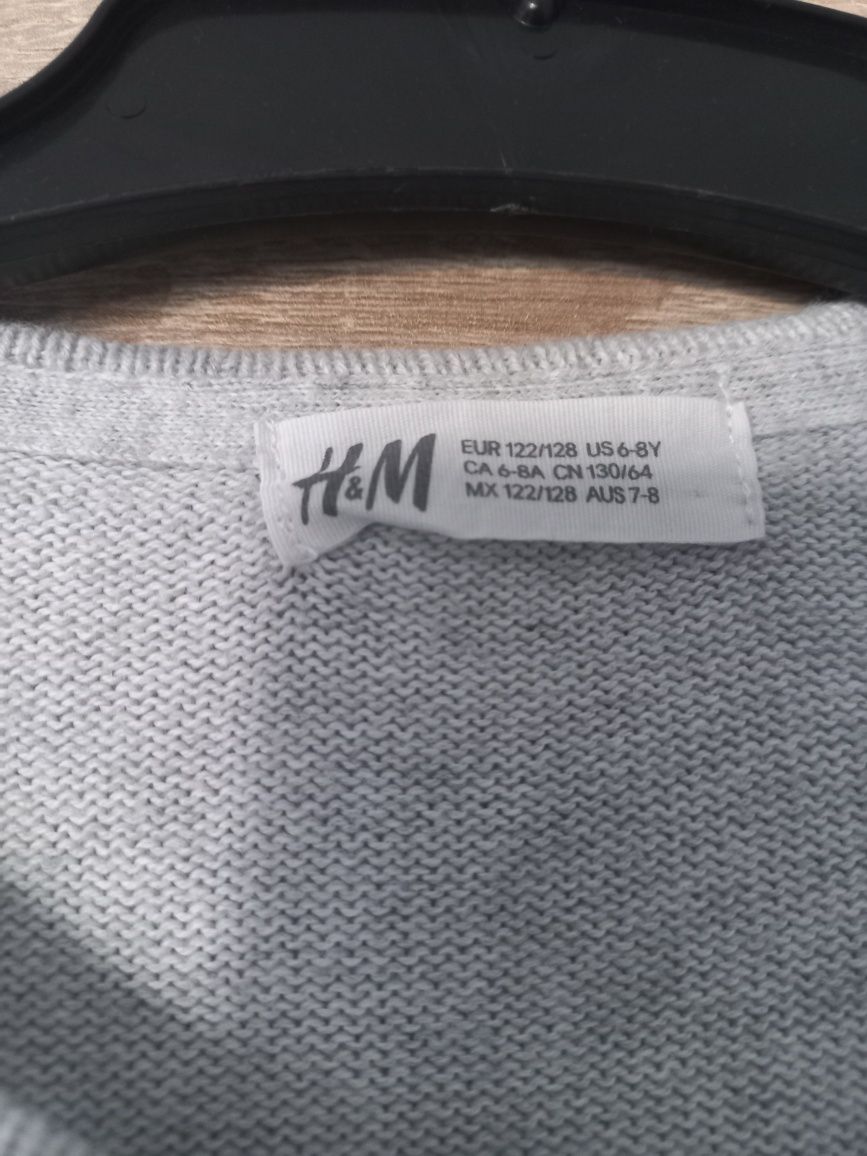 H&M
EUR 122/128 US 6-8Y
CA 6-8A CN 130/64
MX 122/128 AUS 7-8